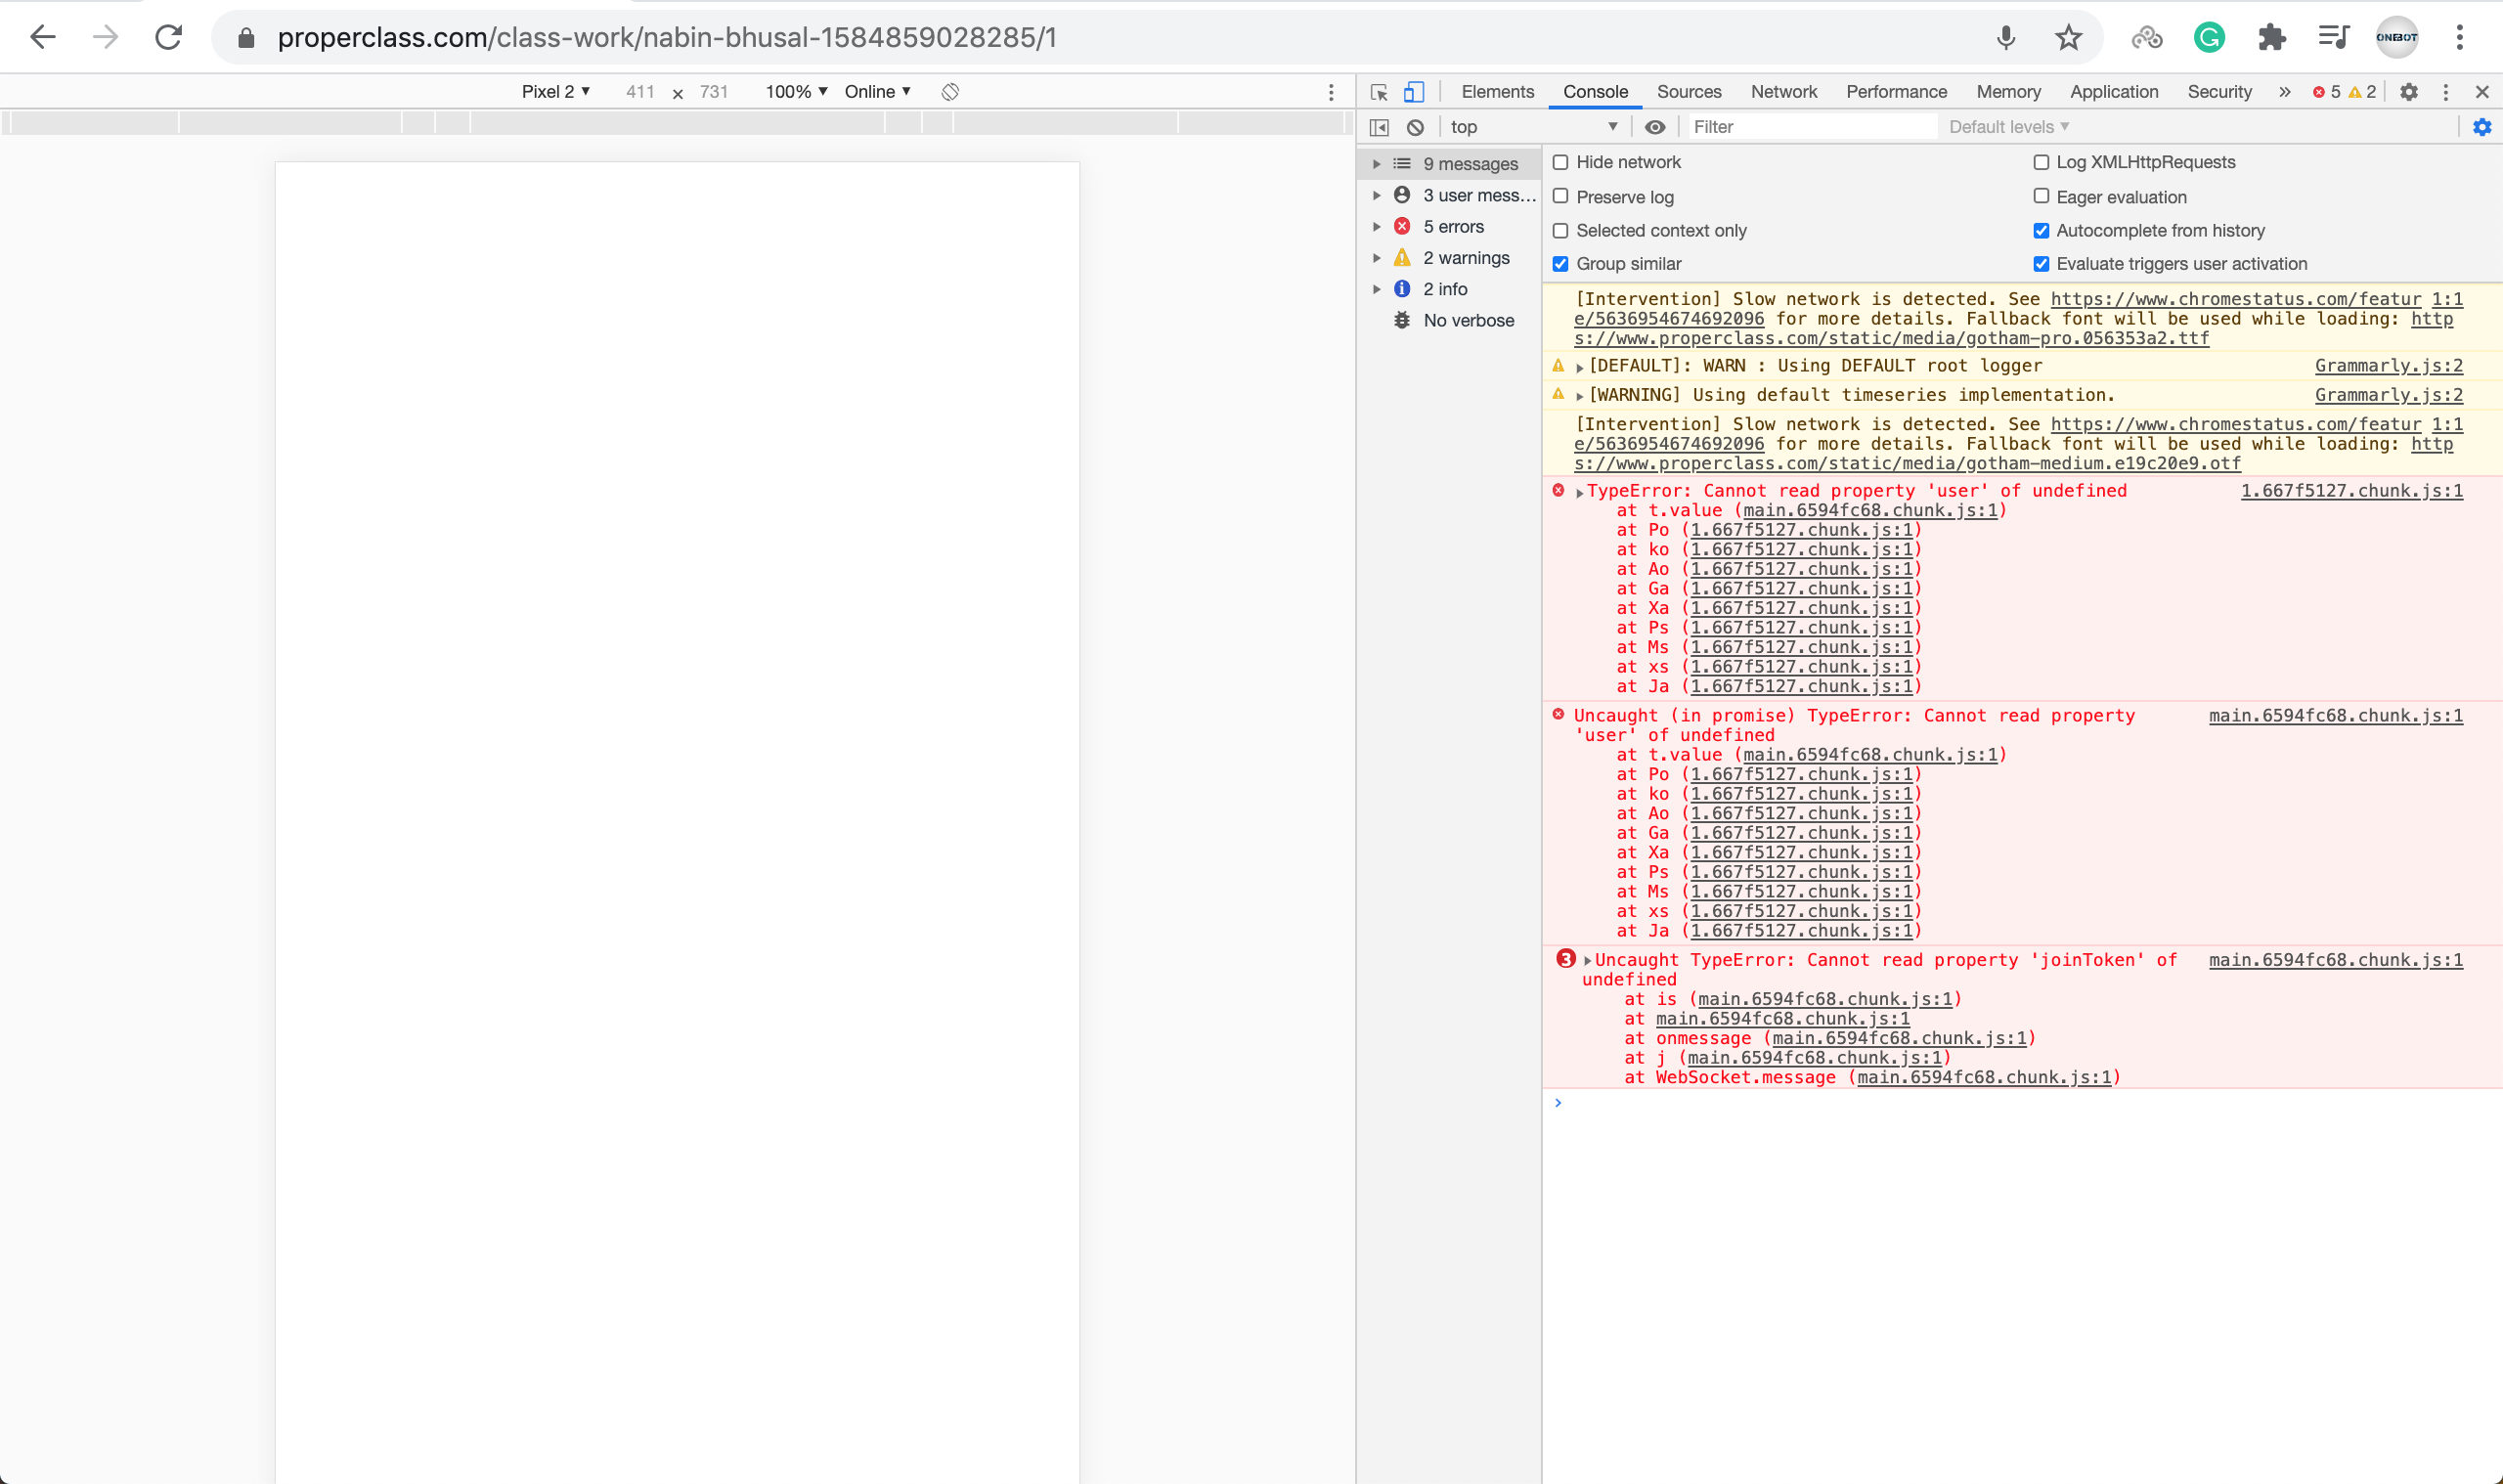 properclass.com/class-work/nabin-bhusal-1584859028285/1
ONEBOT
Pixel 2 411 x 731 100% Online
Elements Console Sources Network Performance Memory Application Security » 5 2
top Filter Default levels
9 messages
3 user mess...
5 errors
2 warnings
2 info
No verbose
Hide network Log XMLHttpRequests
Preserve log Eager evaluation
Selected context only Autocomplete from history
Group similar Evaluate triggers user activation
[Intervention] Slow network is detected. See https://www.chromestatus.com/featur 1:1
e/5636954674692096 for more details. Fallback font will be used while loading: http
s://www.properclass.com/static/media/gotham-pro.056353a2.ttf
[DEFAULT]: WARN : Using DEFAULT root logger Grammarly.js:2
[WARNING] Using default timeseries implementation. Grammarly.js:2
[Intervention] Slow network is detected. See https://www.chromestatus.com/featur 1:1
e/5636954674692096 for more details. Fallback font will be used while loading: http
s://www.properclass.com/static/media/gotham-medium.e19c20e9.otf
TypeError: Cannot read property 'user' of undefined 1.667f5127.chunk.js:1
at t.value (main.6594fc68.chunk.js:1)
at Po (1.667f5127.chunk.js:1)
at ko (1.667f5127.chunk.js:1)
at Ao (1.667f5127.chunk.js:1)
at Ga (1.667f5127.chunk.js:1)
at Xa (1.667f5127.chunk.js:1)
at Ps (1.667f5127.chunk.js:1)
at Ms (1.667f5127.chunk.js:1)
at xs (1.667f5127.chunk.js:1)
at Ja (1.667f5127.chunk.js:1)
Uncaught (in promise) TypeError: Cannot read property main.6594fc68.chunk.js:1
'user' of undefined
at t.value (main.6594fc68.chunk.js:1)
at Po (1.667f5127.chunk.js:1)
at ko (1.667f5127.chunk.js:1)
at Ao (1.667f5127.chunk.js:1)
at Ga (1.667f5127.chunk.js:1)
at Xa (1.667f5127.chunk.js:1)
at Ps (1.667f5127.chunk.js:1)
at Ms (1.667f5127.chunk.js:1)
at xs (1.667f5127.chunk.js:1)
at Ja (1.667f5127.chunk.js:1)
3 Uncaught TypeError: Cannot read property 'joinToken' of main.6594fc68.chunk.js:1
undefined
at is (main.6594fc68.chunk.js:1)
at main.6594fc68.chunk.js:1
at onmessage (main.6594fc68.chunk.js:1)
at j (main.6594fc68.chunk.js:1)
at WebSocket.message (main.6594fc68.chunk.js:1)